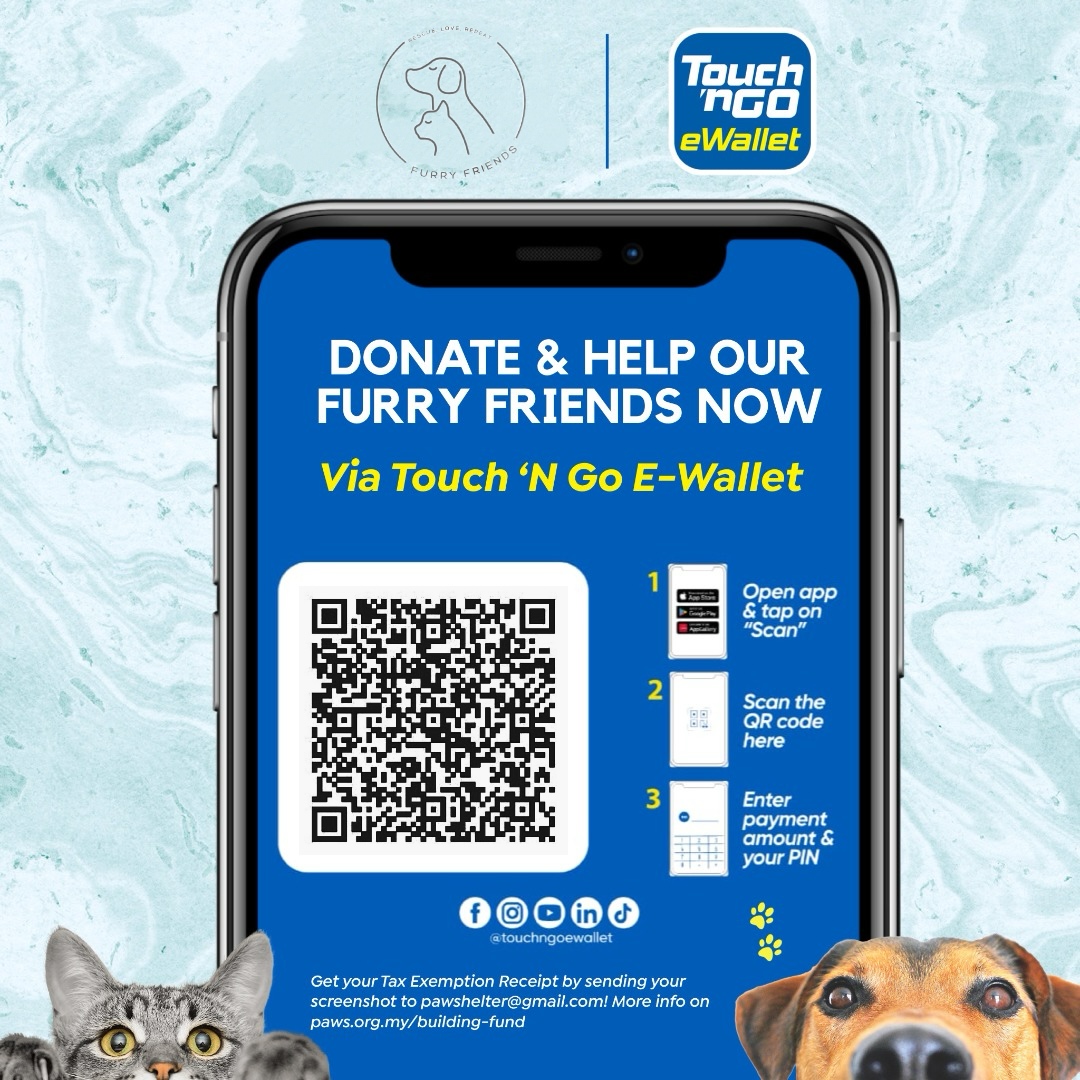 RESCUE LOVE REPEAT
FURRY FRIENDS
Touch
'nGO
eWallet
DONATE & HELP OUR
FURRY FRIENDS NOW
Via Touch ‘N Go E-Wallet
1
App Store
Google Play
AppGallery
Open app
& tap on
“Scan”
2
Scan the
QR code
here
3
Enter
payment
amount &
your PIN
@touchngoewallet
Get your Tax Exemption Receipt by sending your
screenshot to pawshelter@gmail.com! More info on
paws.org.my/building-fund